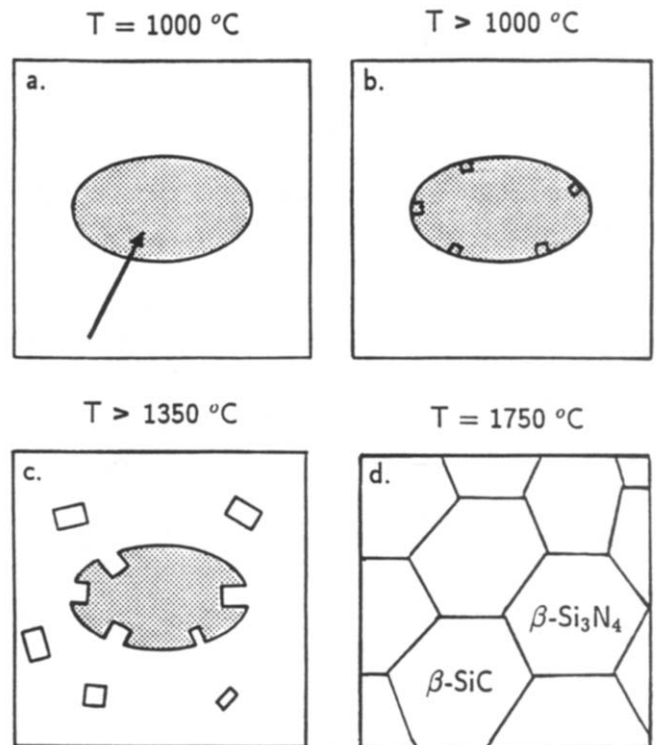 T = 1000 °C
T > 1000 °C
a.
b.
T > 1350 °C
T = 1750 °C
c.
d.
β-Si₃N₄
β-SiC